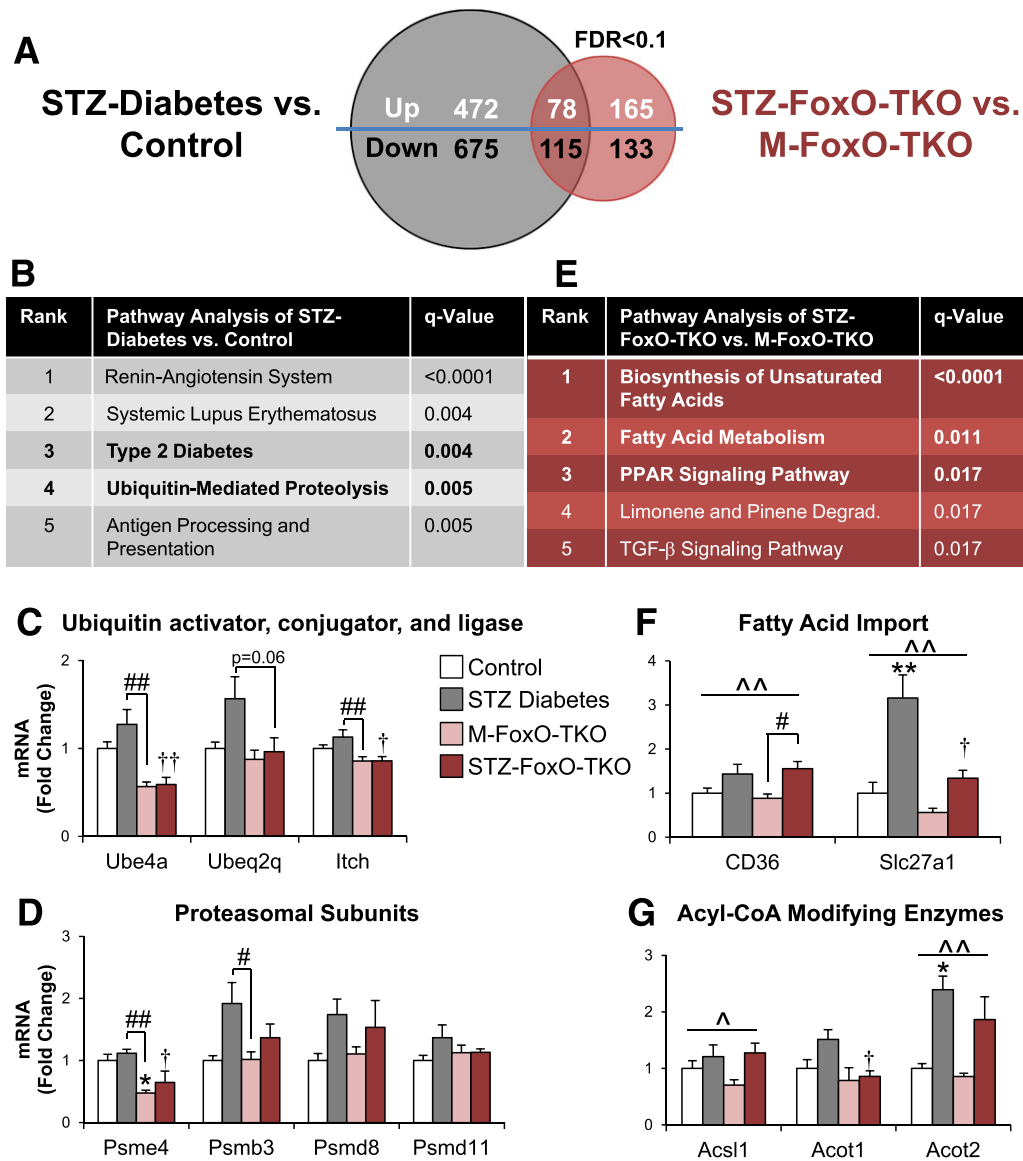 A
FDR<0.1
STZ-Diabetes vs.
Control
Up 472 78 165
Down 675 115 133
STZ-FoxO-TKO vs.
M-FoxO-TKO
B
Rank Pathway Analysis of STZ- q-Value
Diabetes vs. Control
1 Renin-Angiotensin System <0.0001
2 Systemic Lupus Erythematosus 0.004
3 Type 2 Diabetes 0.004
4 Ubiquitin-Mediated Proteolysis 0.005
5 Antigen Processing and 0.005
Presentation
E
Rank Pathway Analysis of STZ- q-Value
FoxO-TKO vs. M-FoxO-TKO
1 Biosynthesis of Unsaturated <0.0001
Fatty Acids
2 Fatty Acid Metabolism 0.011
3 PPAR Signaling Pathway 0.017
4 Limonene and Pinene Degrad. 0.017
5 TGF-β Signaling Pathway 0.017
C Ubiquitin activator, conjugator, and ligase
mRNA
(Fold Change)
2
1
0
##
††
p=0.06
##
†
Ube4a Ubeq2q Itch
Control
STZ Diabetes
M-FoxO-TKO
STZ-FoxO-TKO
D Proteasomal Subunits
mRNA
(Fold Change)
3
2
1
0
##
*
†
#
Psme4 Psmb3 Psmd8 Psmd11
F Fatty Acid Import
4
3
2
1
0
^^
#
^^
**
†
CD36 Slc27a1
G Acyl-CoA Modifying Enzymes
3
2
1
0
^
†
^^
*
Acsl1 Acot1 Acot2